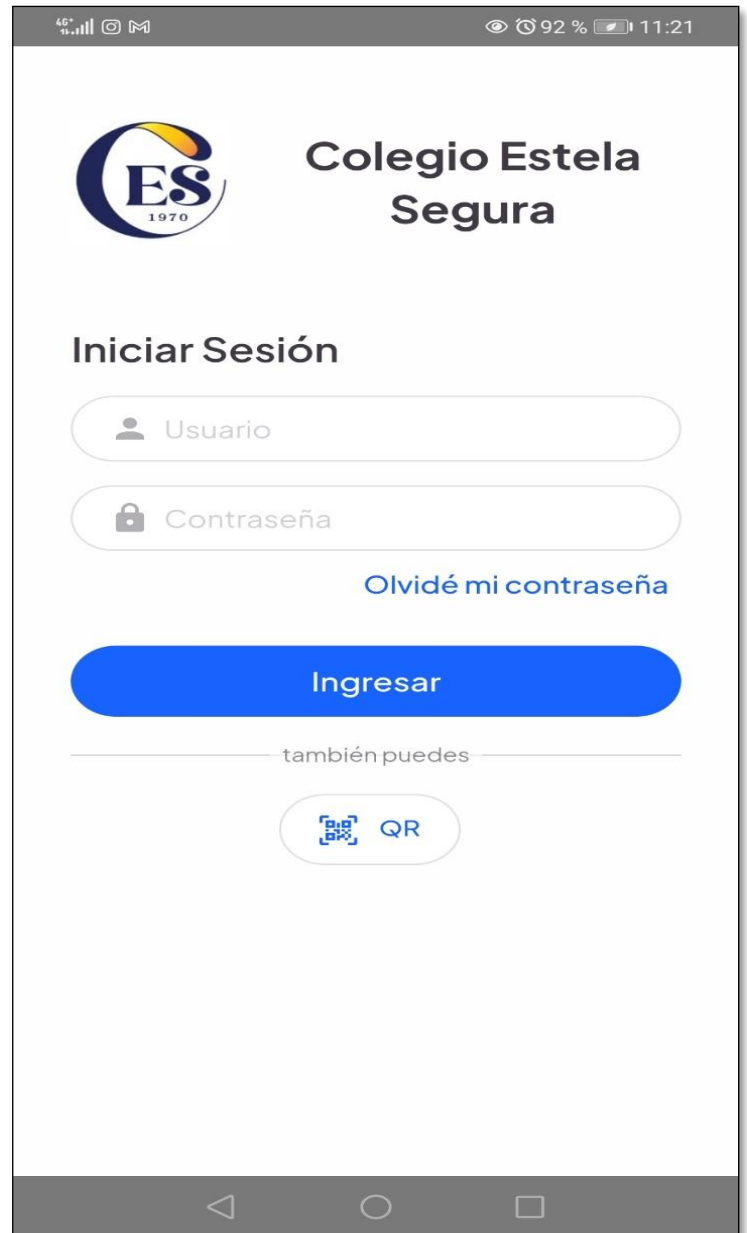 4G+ 92 % 11:21
ES
1970
Colegio Estela
Segura
Iniciar Sesión
Usuario
Contraseña
Olvidé mi contraseña
Ingresar
también puedes
QR